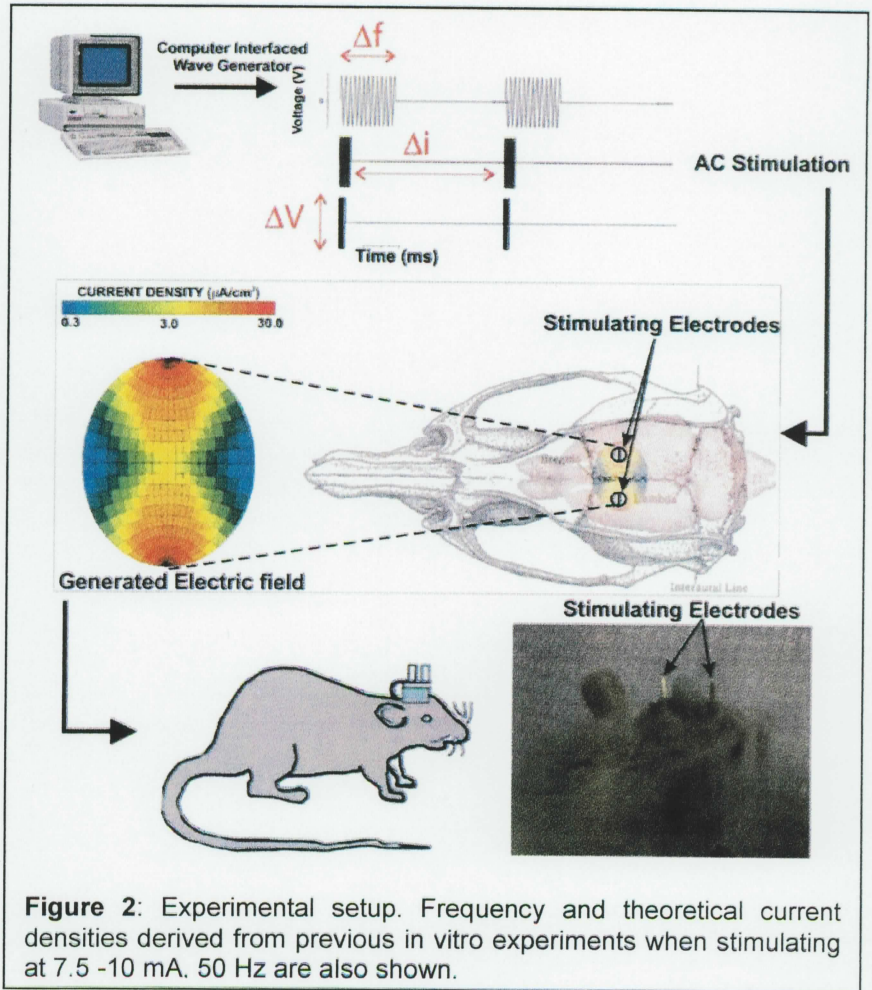 Computer Interfaced
Wave Generator
Δf
Voltage (V)
Δi
AC Stimulation
ΔV
Time (ms)
CURRENT DENSITY (µA/cm²)
0.3 3.0 30.0
Stimulating Electrodes
Bregma
Lambda
Generated Electric field
Interaural Line
Stimulating Electrodes
Figure 2: Experimental setup. Frequency and theoretical current
densities derived from previous in vitro experiments when stimulating
at 7.5 -10 mA. 50 Hz are also shown.